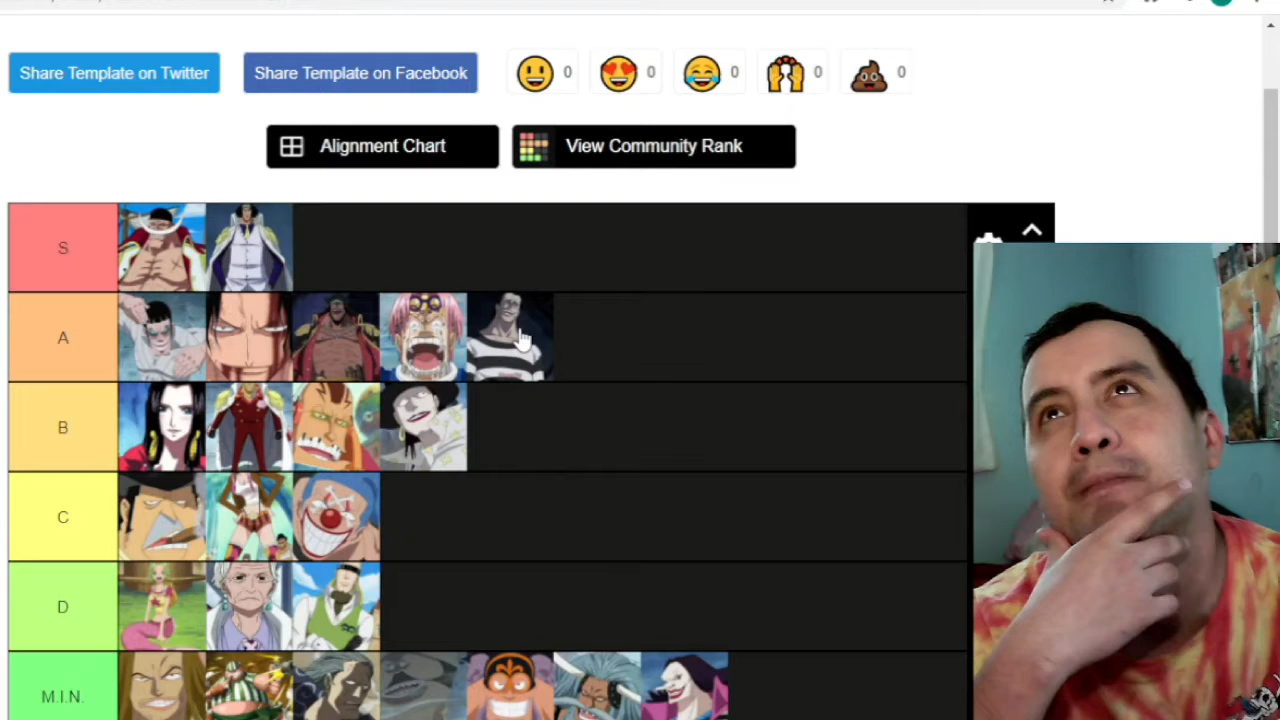 Share Template on Twitter
Share Template on Facebook
0
0
0
0
0
Alignment Chart
View Community Rank
S
A
B
C
D
M.I.N.